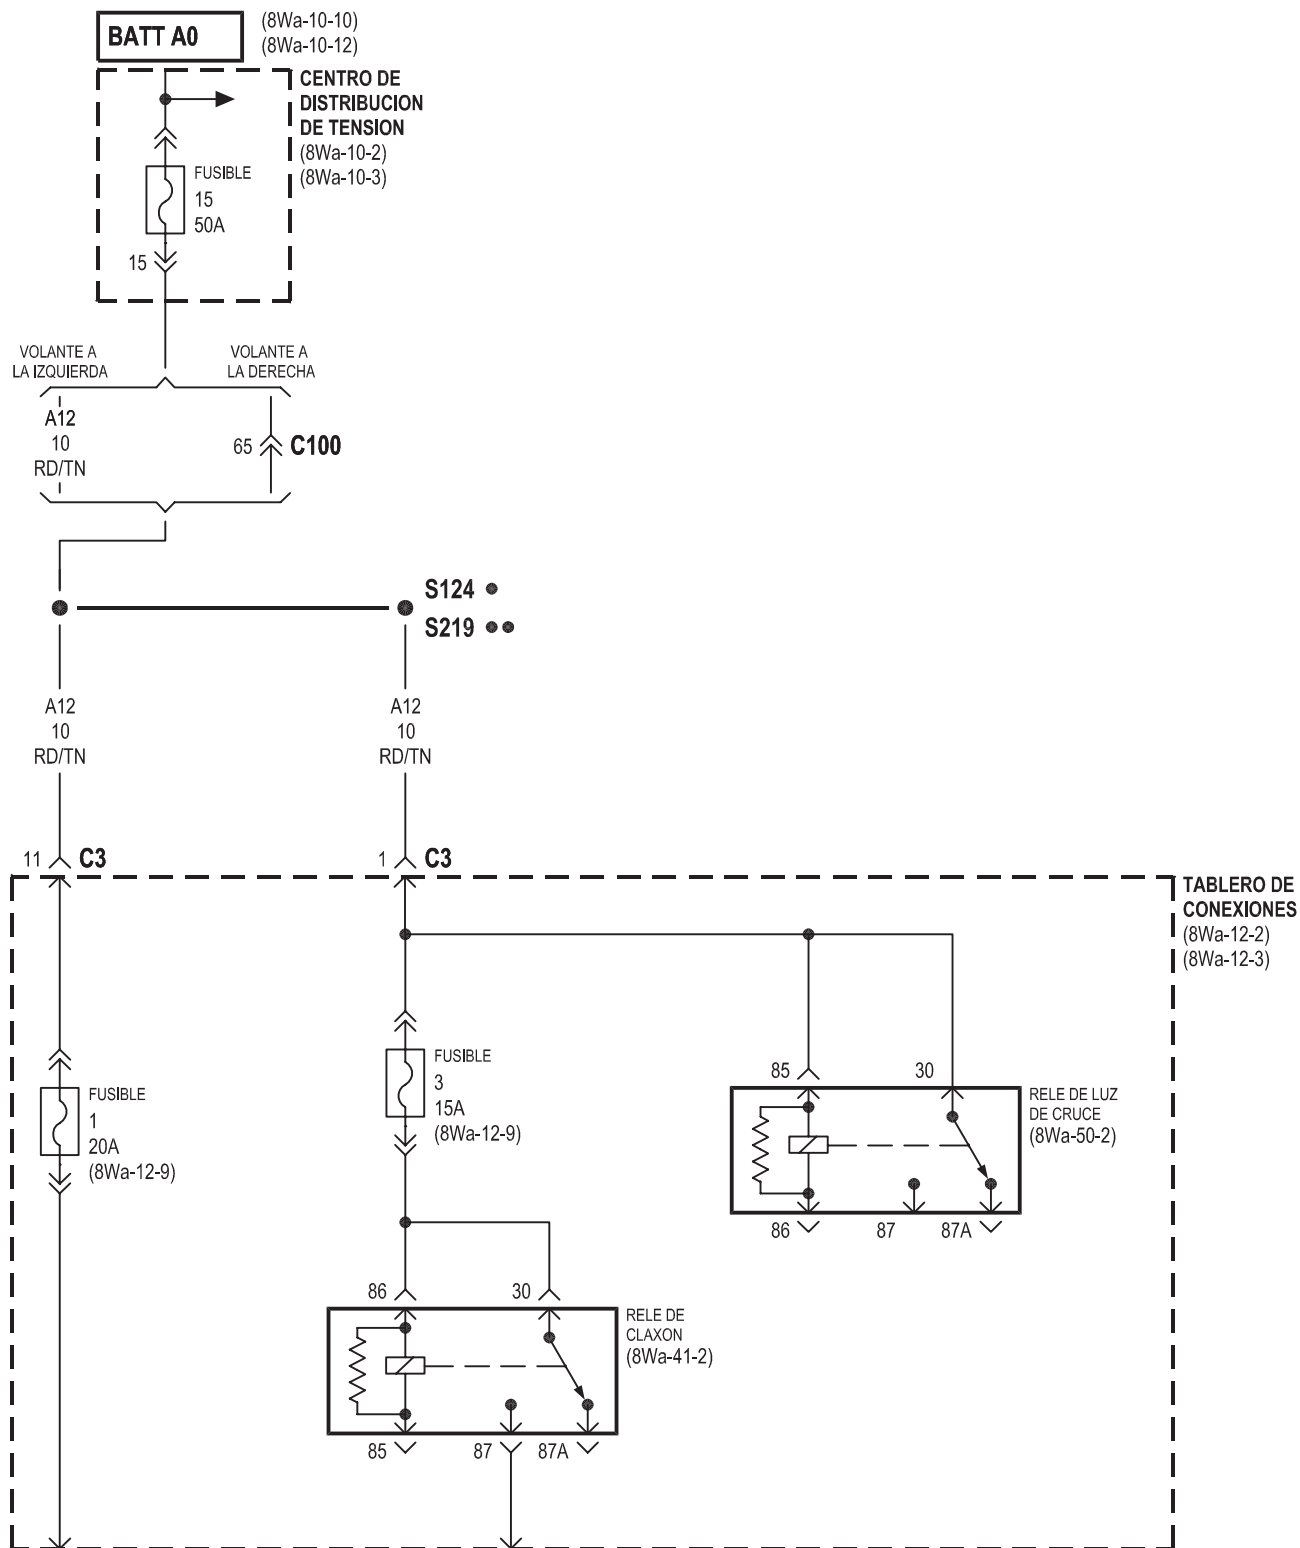 BATT A0
(8Wa-10-10)
(8Wa-10-12)
CENTRO DE
DISTRIBUCION
DE TENSION
(8Wa-10-2)
(8Wa-10-3)
FUSIBLE
15
50A
15
VOLANTE A
LA IZQUIERDA
VOLANTE A
LA DERECHA
A12
10
RD/TN
65
C100
S124
S219
A12
10
RD/TN
A12
10
RD/TN
11
C3
1
C3
TABLERO DE
CONEXIONES
(8Wa-12-2)
(8Wa-12-3)
FUSIBLE
1
20A
(8Wa-12-9)
FUSIBLE
3
15A
(8Wa-12-9)
85
30
RELE DE LUZ
DE CRUCE
(8Wa-50-2)
86
87
87A
86
30
RELE DE
CLAXON
(8Wa-41-2)
85
87
87A